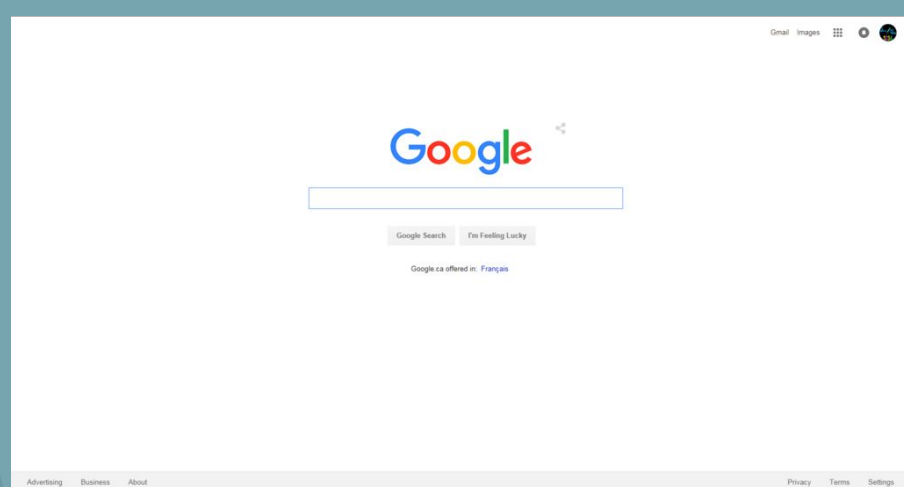 Gmail Images
Google
Google Search I'm Feeling Lucky
Google.ca offered in: Français
Advertising Business About Privacy Terms Settings